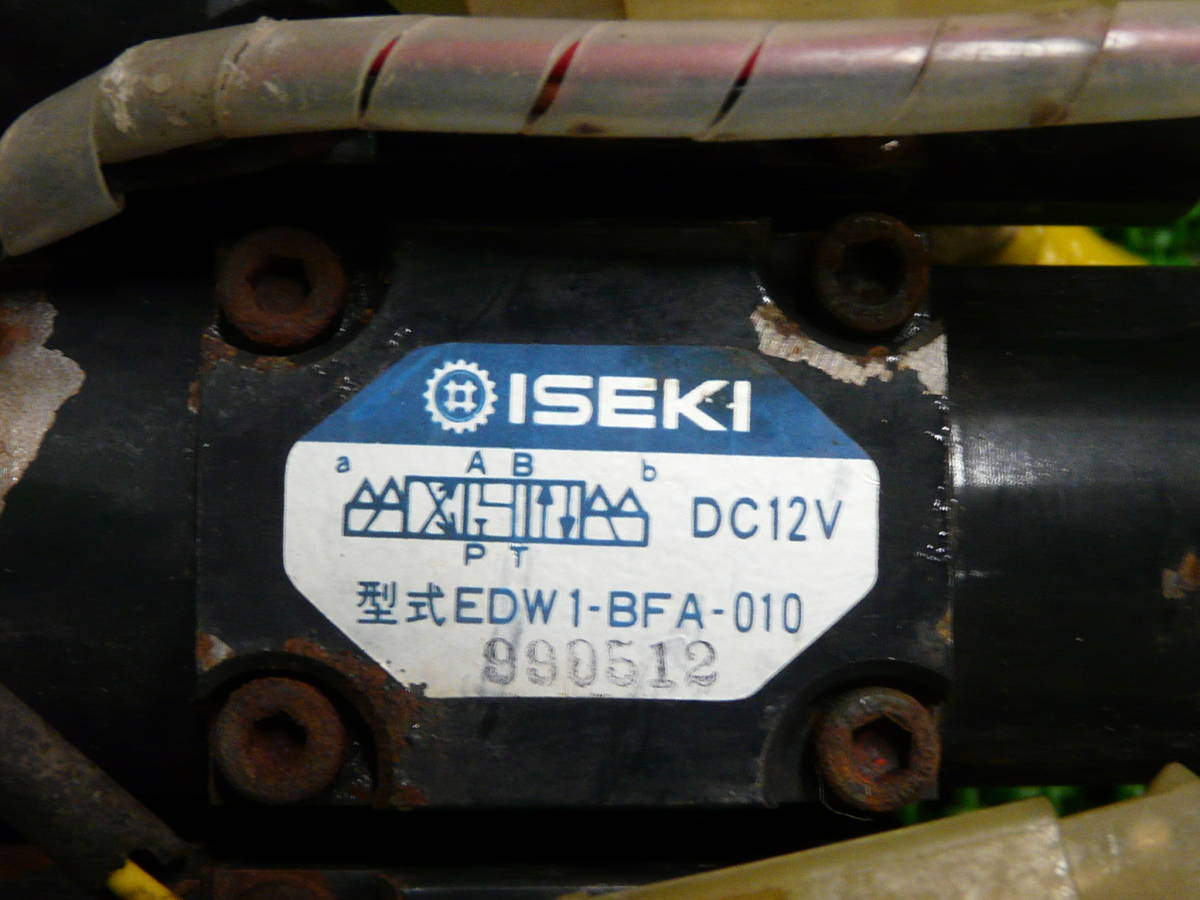 ISEKI
a A B b
DC12V
P T
型式EDW1-BFA-010
990512